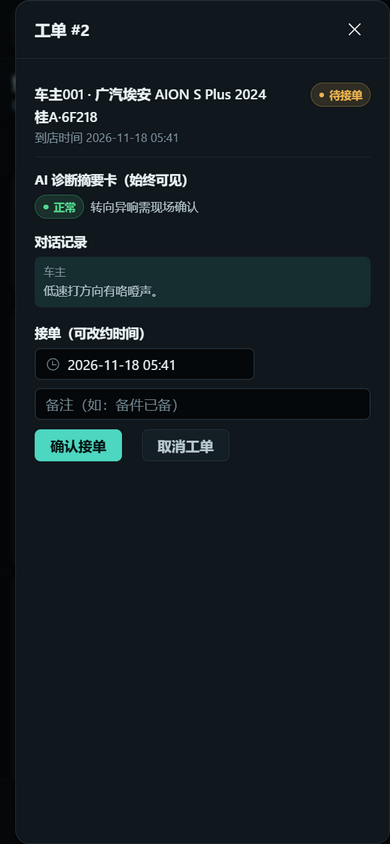 工单 #2
车主001 · 广汽埃安 AION S Plus 2024
待接单
桂A·6F218
到店时间 2026-11-18 05:41
AI 诊断摘要卡（始终可见）
正常 转向异响需现场确认
对话记录
车主
低速打方向有咯噔声。
接单（可改约时间）
2026-11-18 05:41
备注（如：备件已备）
确认接单 取消工单